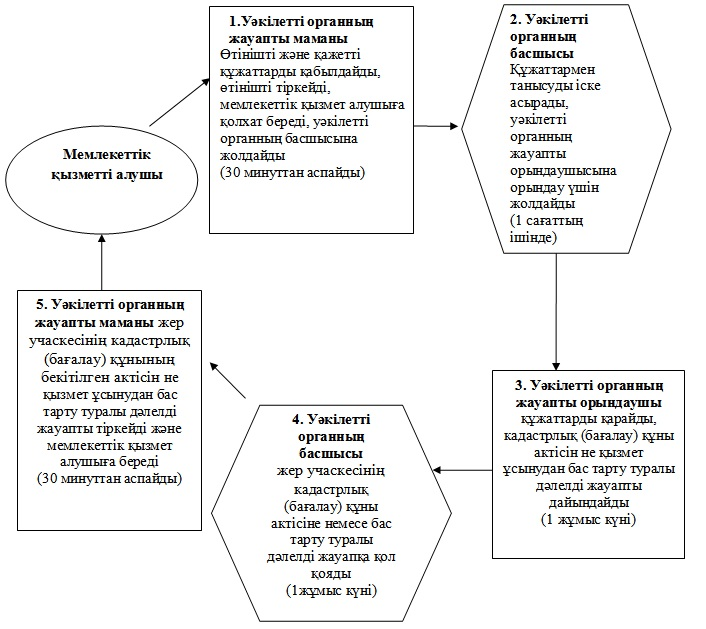 Мемлекеттік
қызметті алушы
1.Уәкілетті органның
жауапты маманы
Өтінішті және қажетті
құжаттарды қабылдайды,
өтінішті тіркейді,
мемлекеттік қызмет алушыға
қолхат береді, уәкілетті
органның басшысына
жолдайды
(30 минуттан аспайды)
2. Уәкілетті
органның
басшысы
Құжаттармен
танысуды іске
асырады,
уәкілетті
органның
жауапты
орындаушысына
орындау үшін
жолдайды
(1 сағаттың
ішінде)
3. Уәкілетті органның
жауапты орындаушы
құжаттарды қарайды,
кадастрлық (бағалау) құны
актісін не қызмет
ұсынудан бас тарту туралы
дәлелді жауапты
дайындайды
(1 жұмыс күні)
4. Уәкілетті
органның
басшысы
жер учаскесінің
кадастрлық
(бағалау) құны
актісіне немесе бас
тарту туралы
дәлелді жауапқа қол
қояды
(1жұмыс күні)
5. Уәкілетті органның
жауапты маманы жер
учаскесінің кадастрлық
(бағалау) құнының
бекітілген актісін не
қызмет ұсынудан бас
тарту туралы дәлелді
жауапты тіркейді және
мемлекеттік қызмет
алушыға береді
(30 минуттан аспайды)